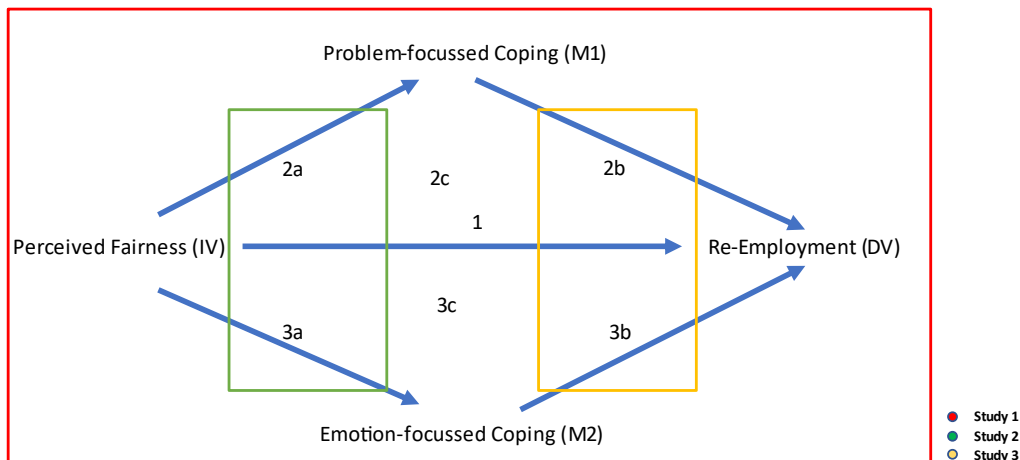 Problem-focussed Coping (M1)
2a
2c
2b
1
Perceived Fairness (IV)
Re-Employment (DV)
3c
3a
3b
Emotion-focussed Coping (M2)
Study 1
Study 2
Study 3